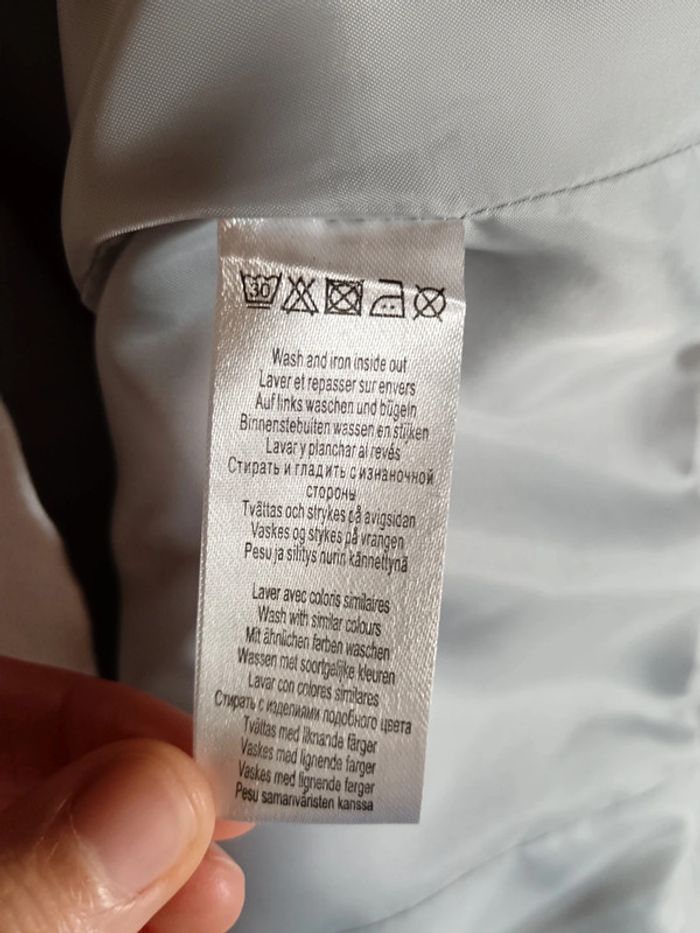 30
Wash and iron inside out
Laver et repasser sur envers
Auf links waschen und bügeln
Binnenstebuiten wassen en stijken
Lavar y planchar al revés
Стирать и гладить с изнаночной
стороны
Tvättas och strykes på avigsidan
Vaskes og stykes på vrangen
Pesu ja silitys nurin kännettynä
Laver avec coloris similaires
Wash with similar colours
Mit ähnlichen farben waschen
Wassen met soortgelijke kleuren
Lavar con colores similares
Стирать с изделиями подобного цвета
Tvättas med liknande färger
Vaskes med lignende farger
Vaskes med lignende farger
Pesu samariväristen kanssa